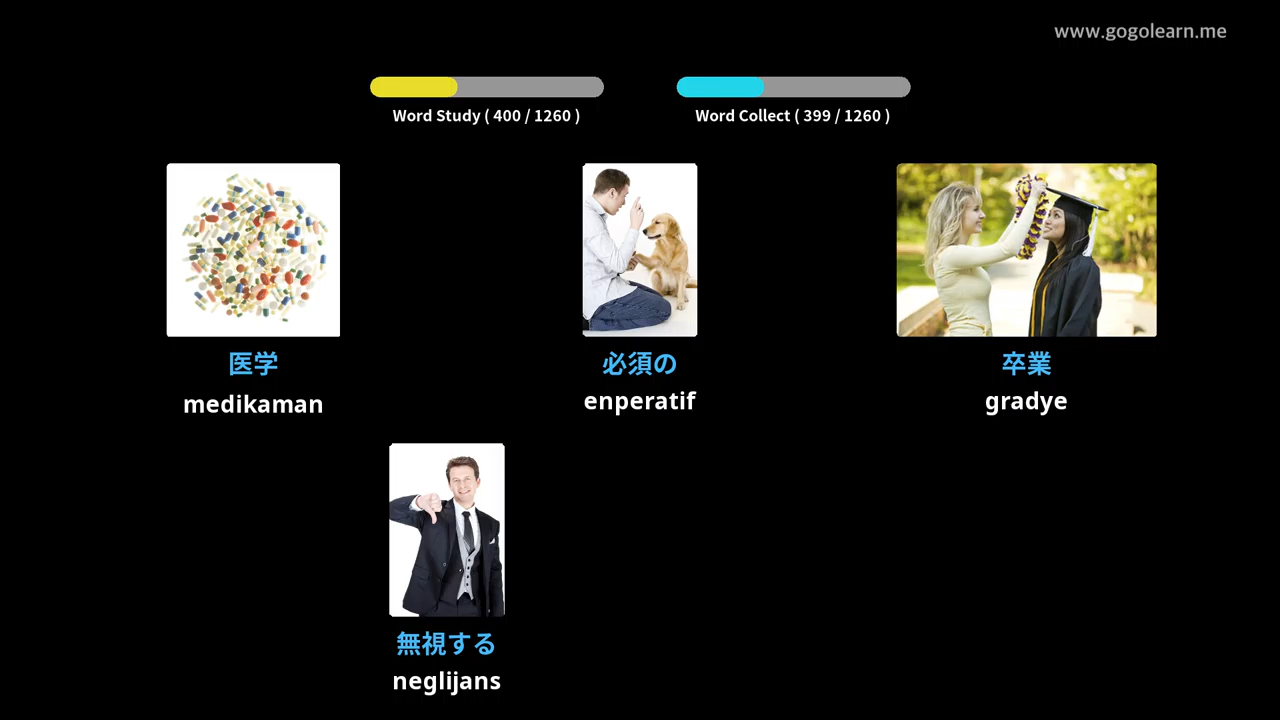 www.gogolearn.me
Word Study ( 400 / 1260 )
Word Collect ( 399 / 1260 )
医学
medikaman
必須の
enperatif
卒業
gradye
無視する
neglijans